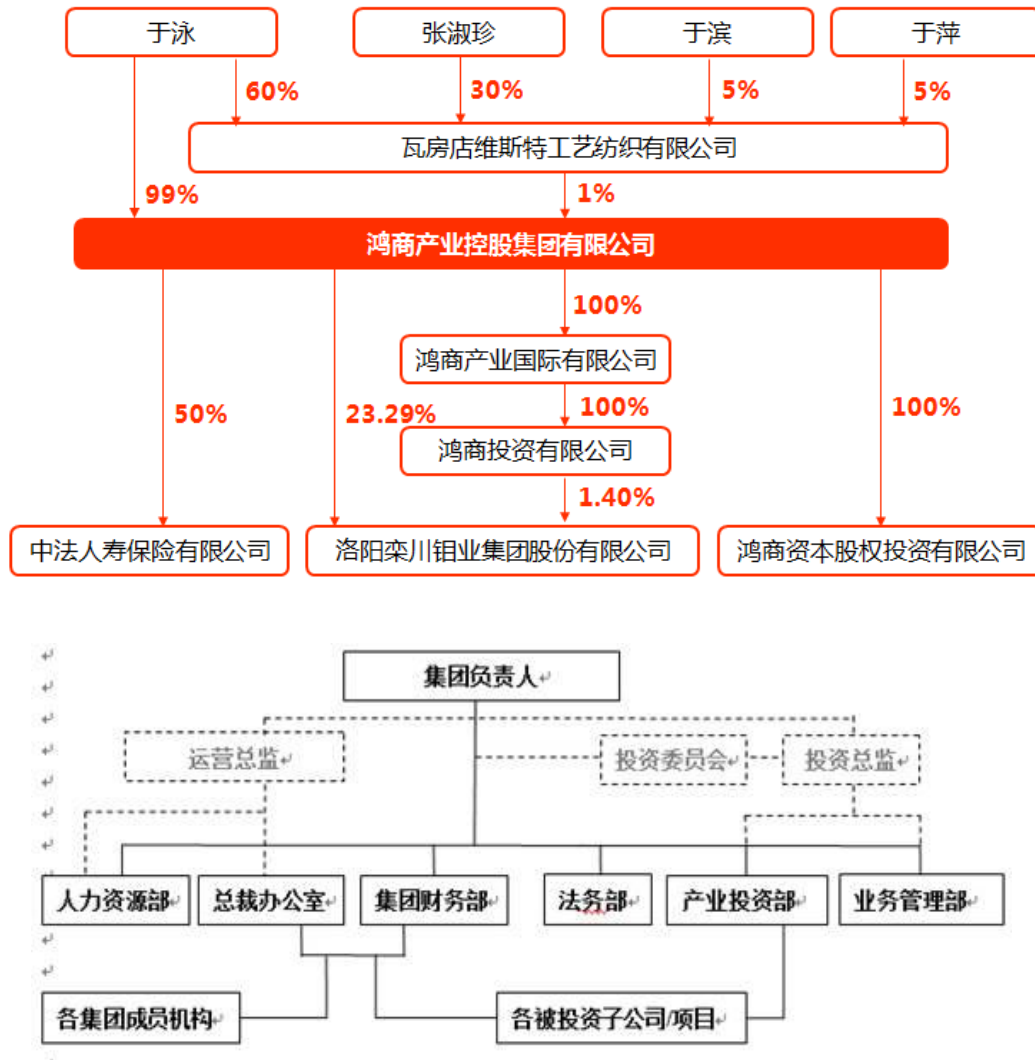 于泳
张淑珍
于滨
于萍
60%
30%
5%
5%
瓦房店维斯特工艺纺织有限公司
99%
1%
鸿商产业控股集团有限公司
100%
鸿商产业国际有限公司
50%
23.29%
100%
100%
鸿商投资有限公司
1.40%
中法人寿保险有限公司
洛阳栾川钼业集团股份有限公司
鸿商资本股权投资有限公司
集团负责人
运营总监
投资委员会
投资总监
人力资源部
总裁办公室
集团财务部
法务部
产业投资部
业务管理部
各集团成员机构
各被投资子公司/项目